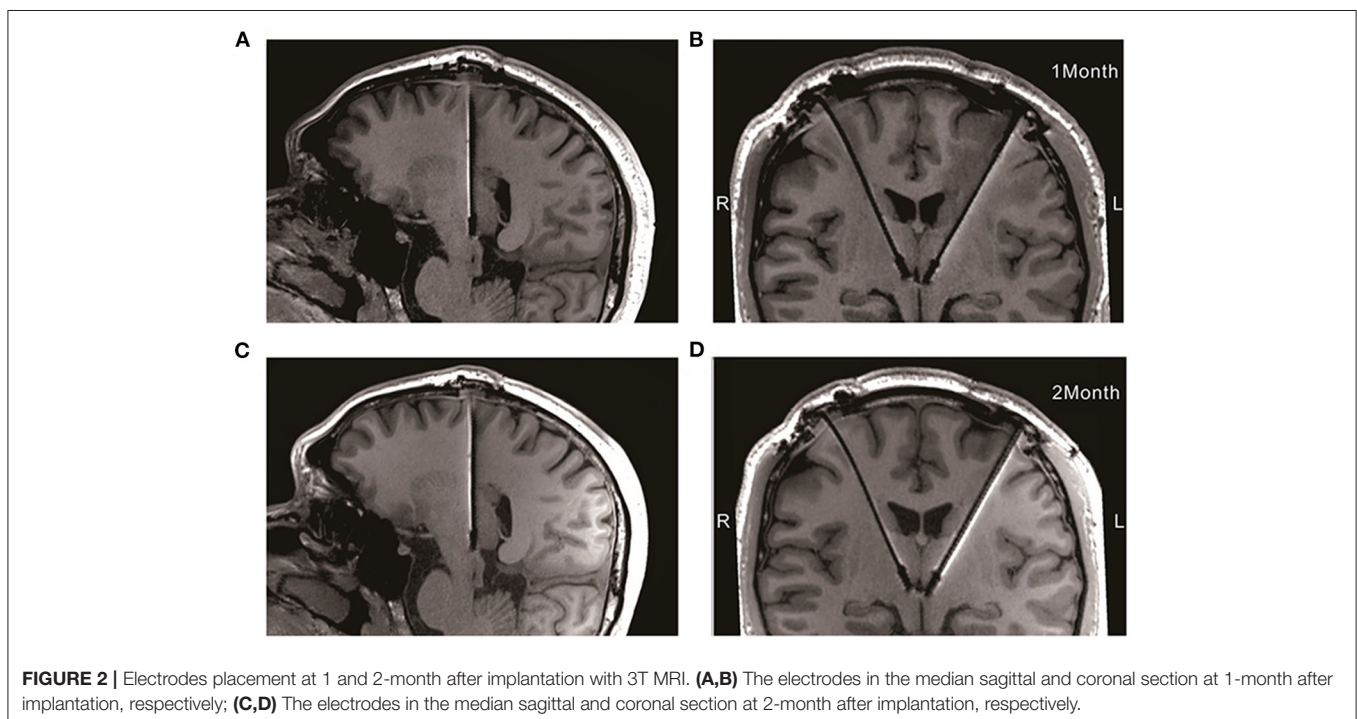 A
B
1Month
R
L
C
D
2Month
R
L
FIGURE 2 | Electrodes placement at 1 and 2-month after implantation with 3T MRI. (A,B) The electrodes in the median sagittal and coronal section at 1-month after
implantation, respectively; (C,D) The electrodes in the median sagittal and coronal section at 2-month after implantation, respectively.